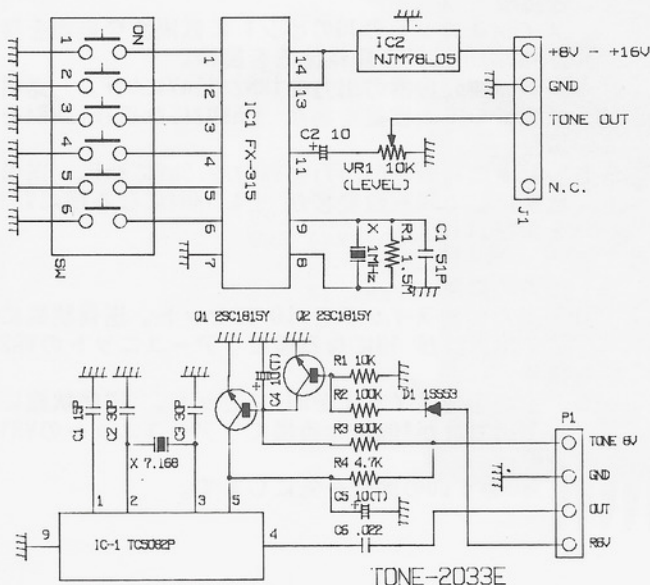 ON
1
2
3
4
5
6
SW
1
2
3
4
5
6
7
IC1 FX-315
14
13
11
9
8
IC2
NJM78L05
C2 10
+
VR1 10K
(LEVEL)
X 1MHz
R1 1.5M
C1 51P
+8V - +16V
GND
TONE OUT
N.C.
J1
Q1 2SC1815Y
Q2 2SC1815Y
C1 15P
C2 30P
C3 30P
X 7.168
C4 10(T)
+
R1 10K
R2 100K
D1 1SS53
R3 600K
R4 4.7K
C5 10(T)
+
C6 .022
1
2
3
5
9
4
IC-1 TC5082P
P1
TONE 8V
GND
OUT
R6V
TONE-2033E